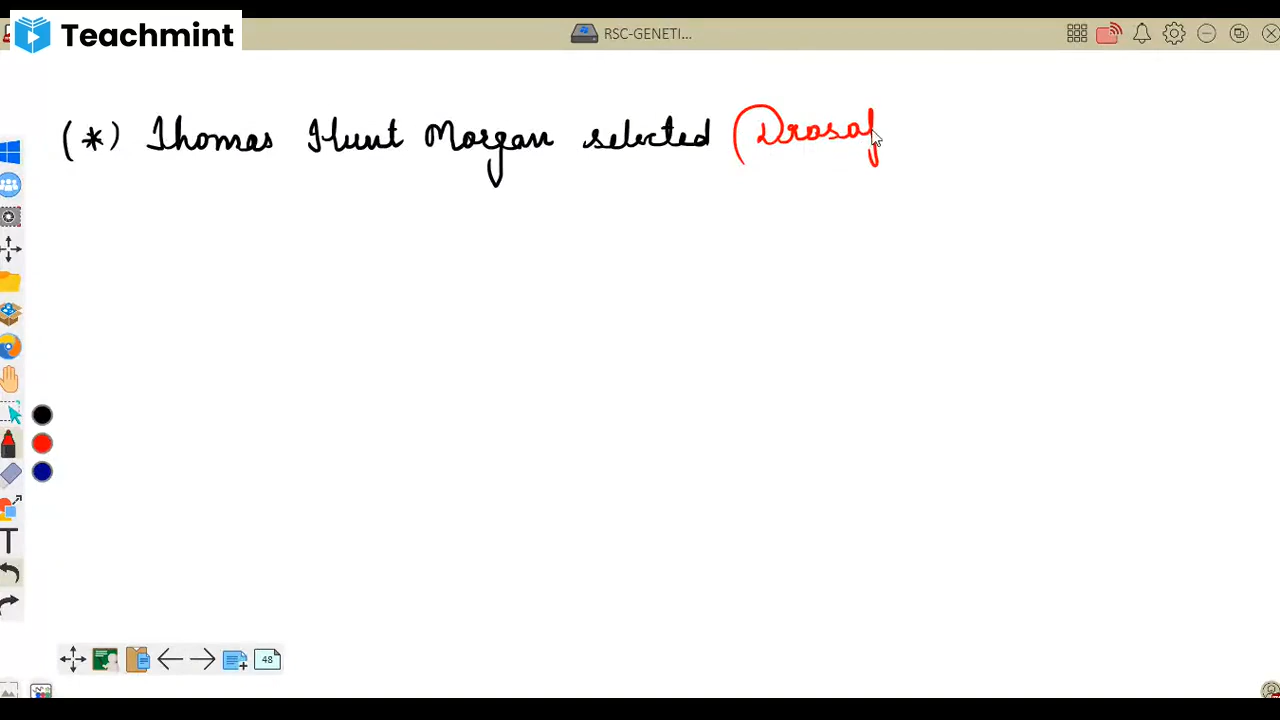 Teachmint
RSC-GENETI...
(*) Thomas Hunt Morgan selected (Drosof
T
48